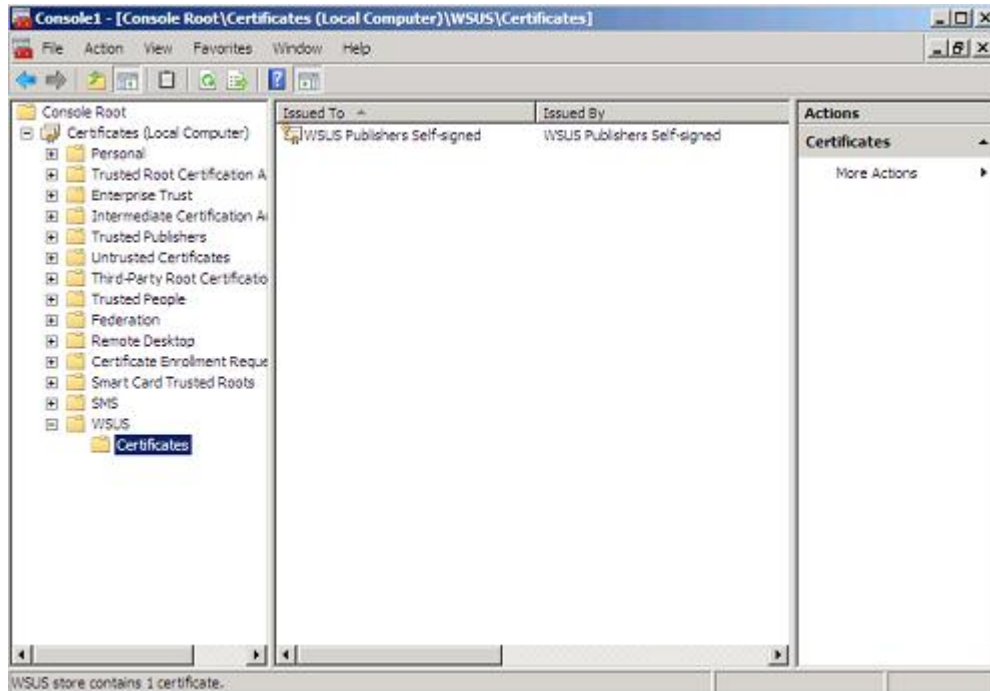 Console1 - [Console Root\Certificates (Local Computer)\WSUS\Certificates]
File Action View Favorites Window Help
Console Root
Certificates (Local Computer)
Personal
Trusted Root Certification A
Enterprise Trust
Intermediate Certification A
Trusted Publishers
Untrusted Certificates
Third-Party Root Certificatio
Trusted People
Federation
Remote Desktop
Certificate Enrollment Reque
Smart Card Trusted Roots
SMS
WSUS
Certificates
Issued To Issued By
WSUS Publishers Self-signed WSUS Publishers Self-signed
Actions
Certificates
More Actions
WSUS store contains 1 certificate.